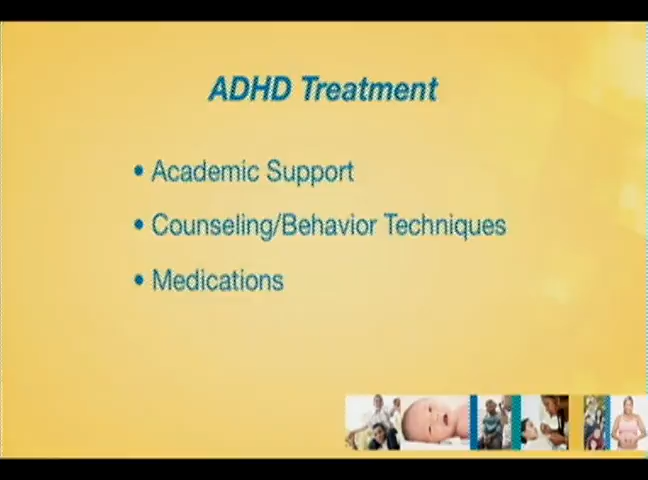 ADHD Treatment
• Academic Support
• Counseling/Behavior Techniques
• Medications